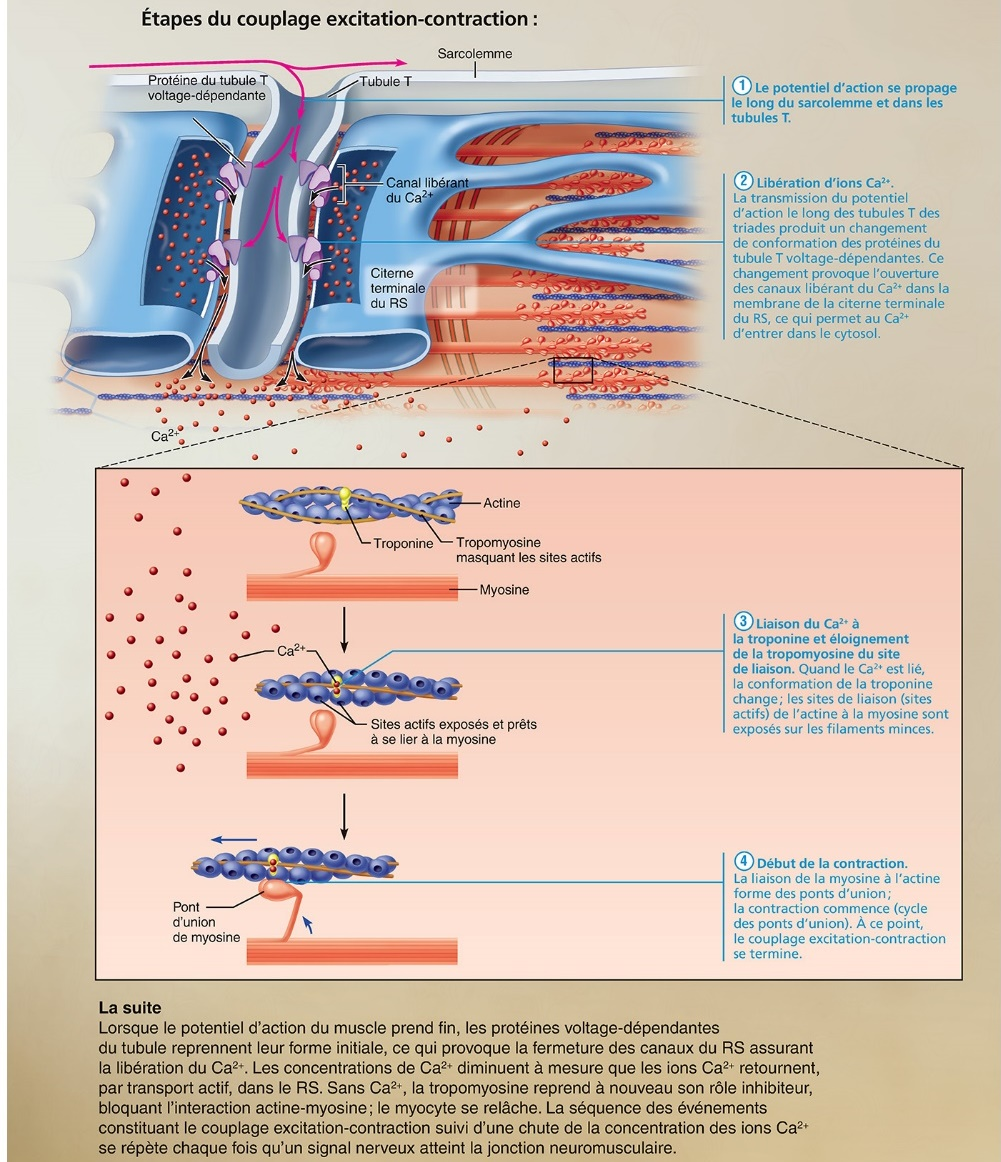 Étapes du couplage excitation-contraction :
Sarcolemme
Protéine du tubule T
voltage-dépendante
Tubule T
① Le potentiel d'action se propage
le long du sarcolemme et dans les
tubules T.
Canal libérant
du Ca²⁺
② Libération d'ions Ca²⁺.
La transmission du potentiel
d'action le long des tubules T des
triades produit un changement
de conformation des protéines du
tubule T voltage-dépendantes. Ce
changement provoque l'ouverture
des canaux libérant du Ca²⁺ dans la
membrane de la citerne terminale
du RS, ce qui permet au Ca²⁺
d'entrer dans le cytosol.
Citerne
terminale
du RS
Ca²⁺
Actine
Troponine
Tropomyosine
masquant les sites actifs
Myosine
Ca²⁺
③ Liaison du Ca²⁺ à
la troponine et éloignement
de la tropomyosine du site
de liaison. Quand le Ca²⁺ est lié,
la conformation de la troponine
change ; les sites de liaison (sites
actifs) de l'actine à la myosine sont
exposés sur les filaments minces.
Sites actifs exposés et prêts
à se lier à la myosine
④ Début de la contraction.
La liaison de la myosine à l'actine
forme des ponts d'union ;
la contraction commence (cycle
des ponts d'union). À ce point,
le couplage excitation-contraction
se termine.
Pont
d'union
de myosine
La suite
Lorsque le potentiel d'action du muscle prend fin, les protéines voltage-dépendantes
du tubule reprennent leur forme initiale, ce qui provoque la fermeture des canaux du RS assurant
la libération du Ca²⁺. Les concentrations de Ca²⁺ diminuent à mesure que les ions Ca²⁺ retournent,
par transport actif, dans le RS. Sans Ca²⁺, la tropomyosine reprend à nouveau son rôle inhibiteur,
bloquant l'interaction actine-myosine ; le myocyte se relâche. La séquence des événements
constituant le couplage excitation-contraction suivi d'une chute de la concentration des ions Ca²⁺
se répète chaque fois qu'un signal nerveux atteint la jonction neuromusculaire.